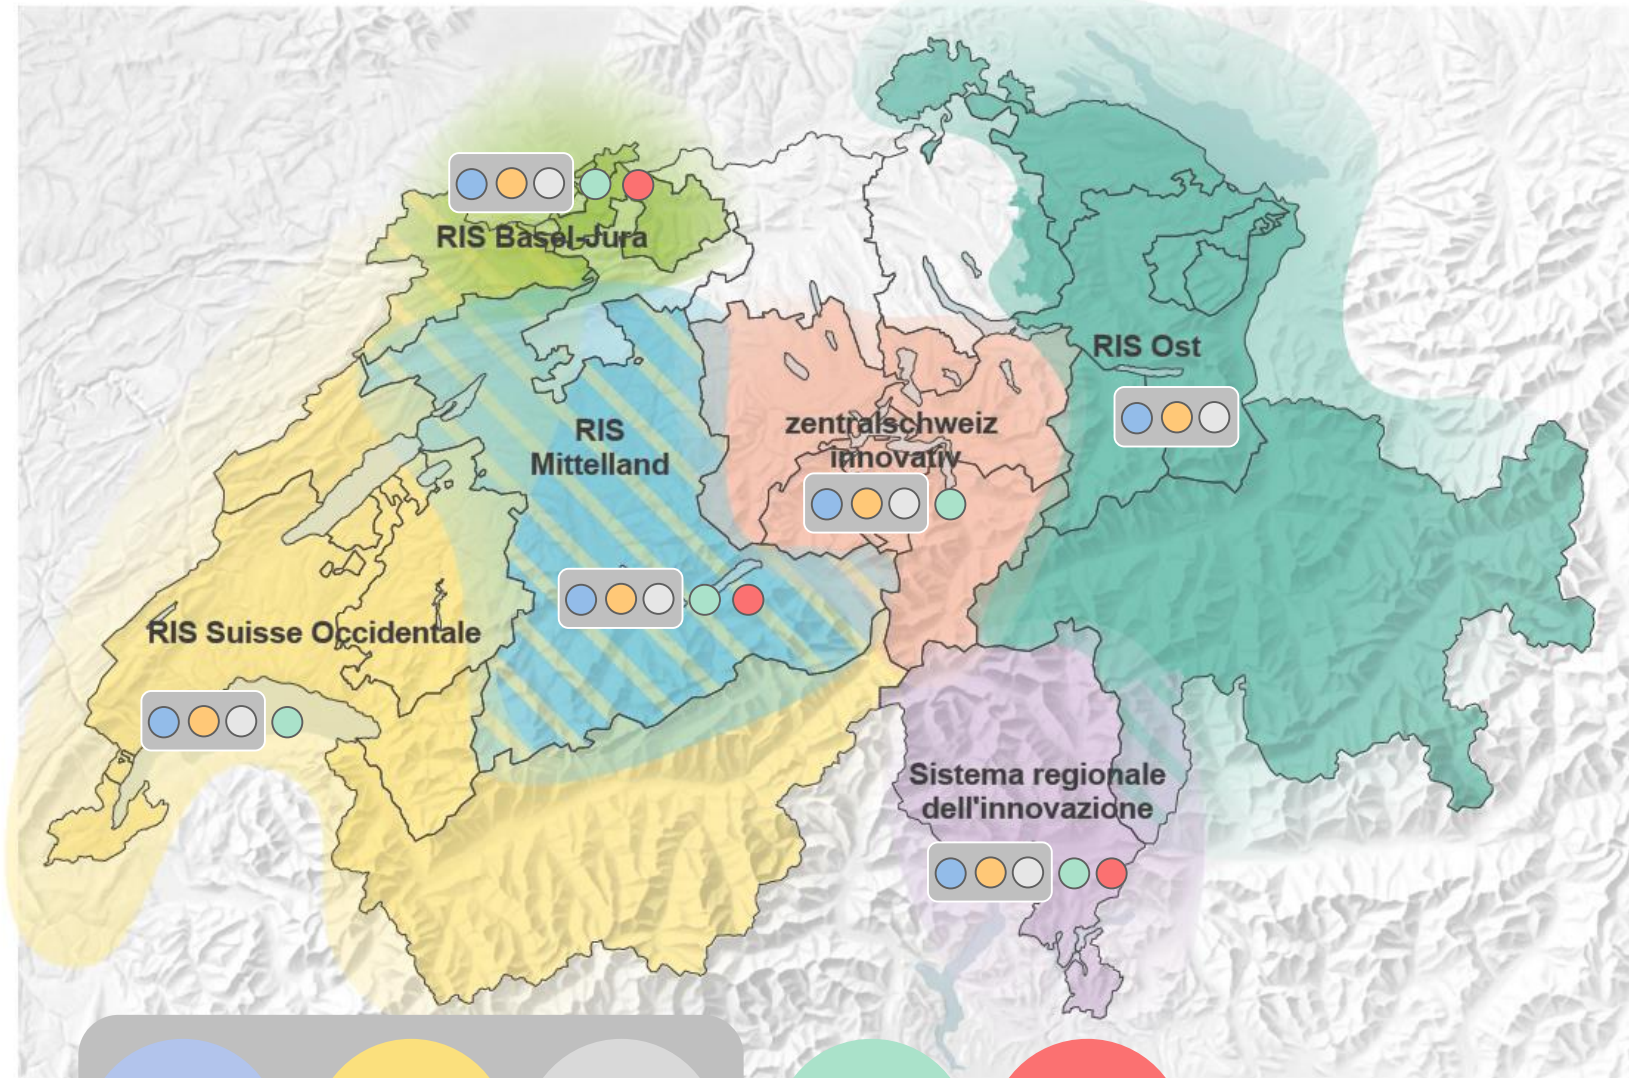 RIS Basel-Jura
RIS Ost
RIS
Mittelland
zentralschweiz
innovativ
RIS Suisse Occidentale
Sistema regionale
dell'innovazione